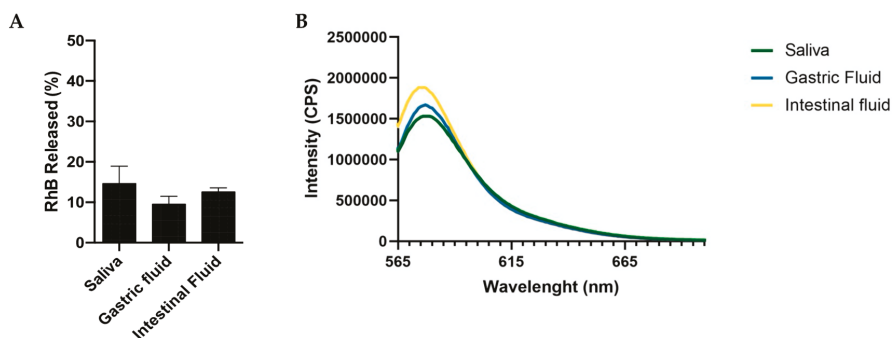 A
RhB Released (%)
50
40
30
20
10
0
Saliva
Gastric fluid
Intestinal Fluid
B
Intensity (CPS)
2500000
2000000
1500000
1000000
500000
0
565
615
665
Wavelenght (nm)
Saliva
Gastric Fluid
Intestinal fluid